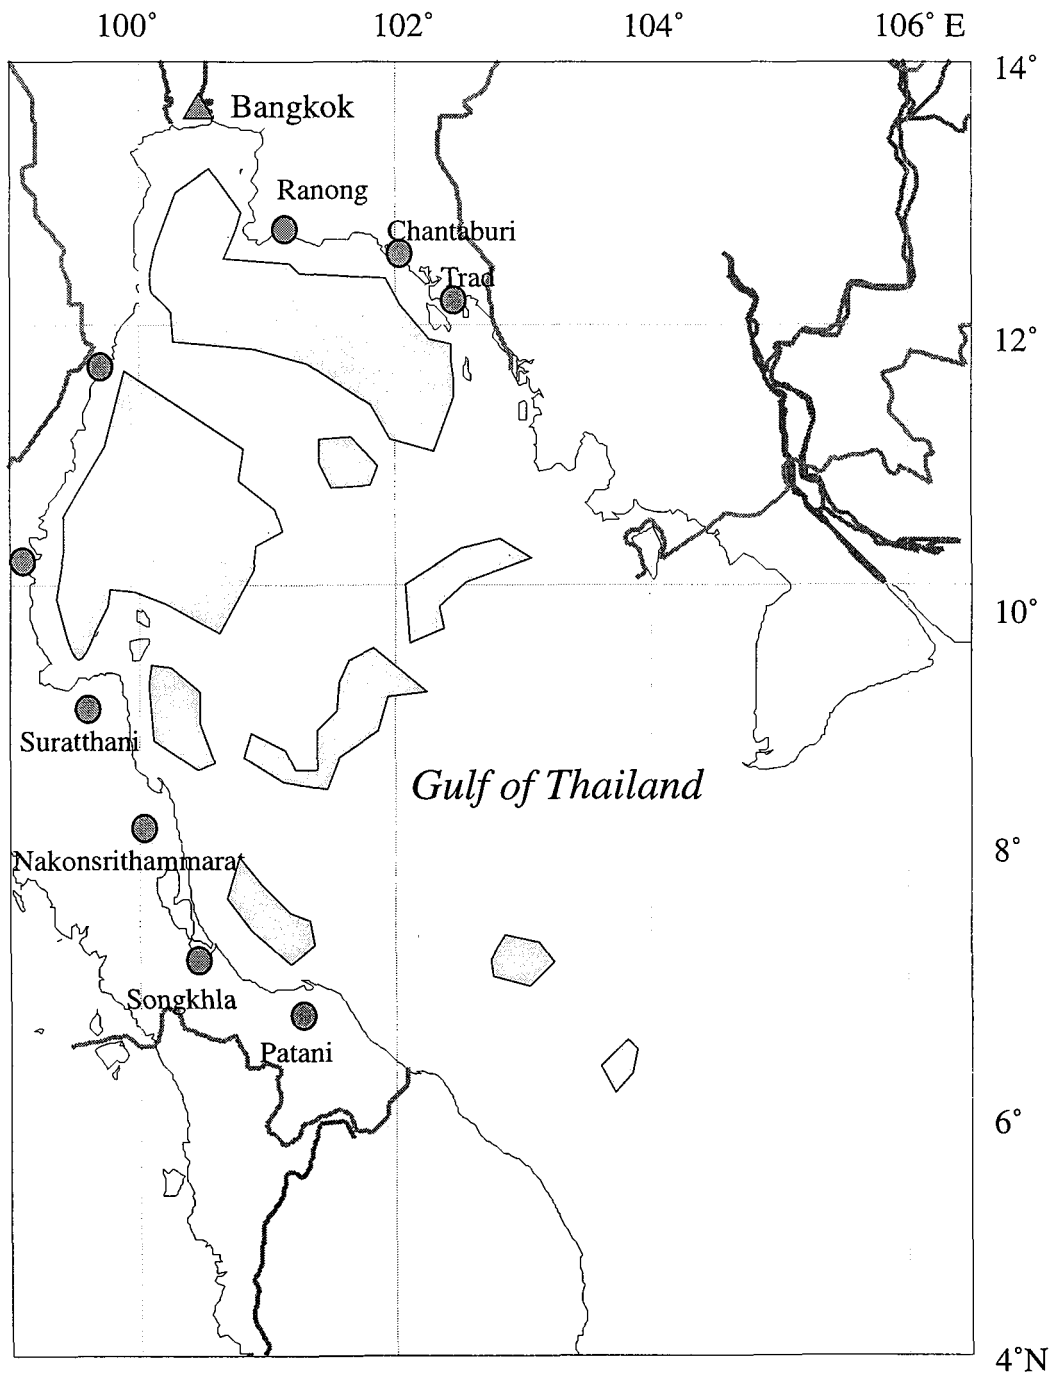 100° 102° 104° 106° E
14°
Bangkok
Ranong
Chantaburi
Trad
12°
10°
Suratthani
Gulf of Thailand
8°
Nakonsrithammarat
Songkhla
Patani
6°
4°N